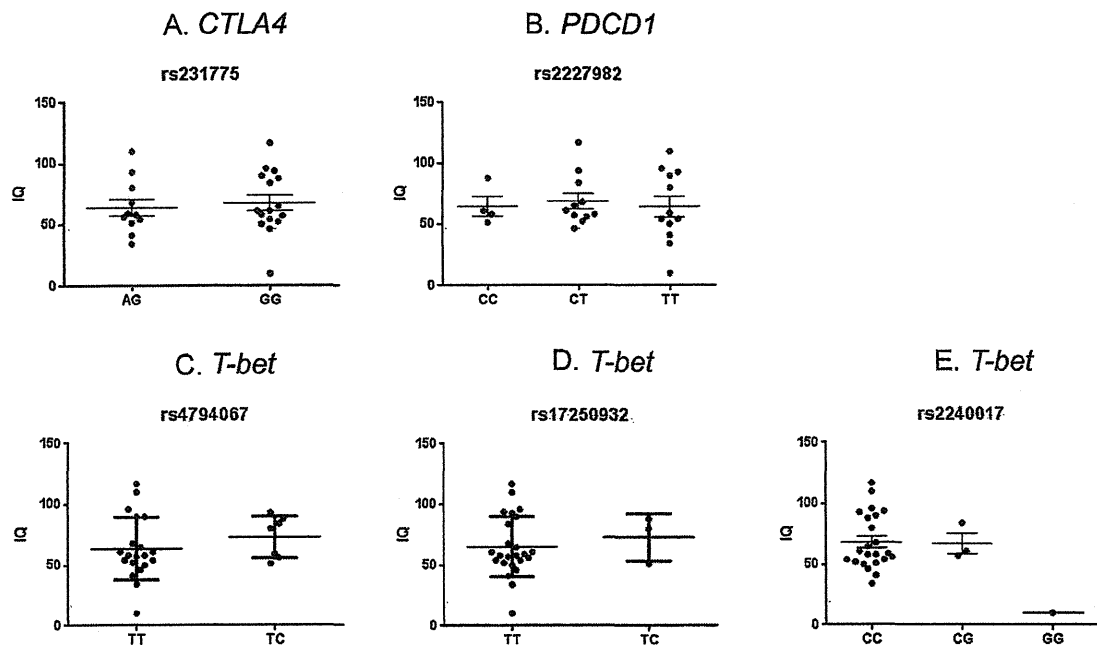 A. CTLA4
rs231775
IQ
150
100
50
0
AG GG
B. PDCD1
rs2227982
IQ
150
100
50
0
CC CT TT
C. T-bet
rs4794067
IQ
150
100
50
0
TT TC
D. T-bet
rs17250932
IQ
150
100
50
0
TT TC
E. T-bet
rs2240017
IQ
150
100
50
0
CC CG GG